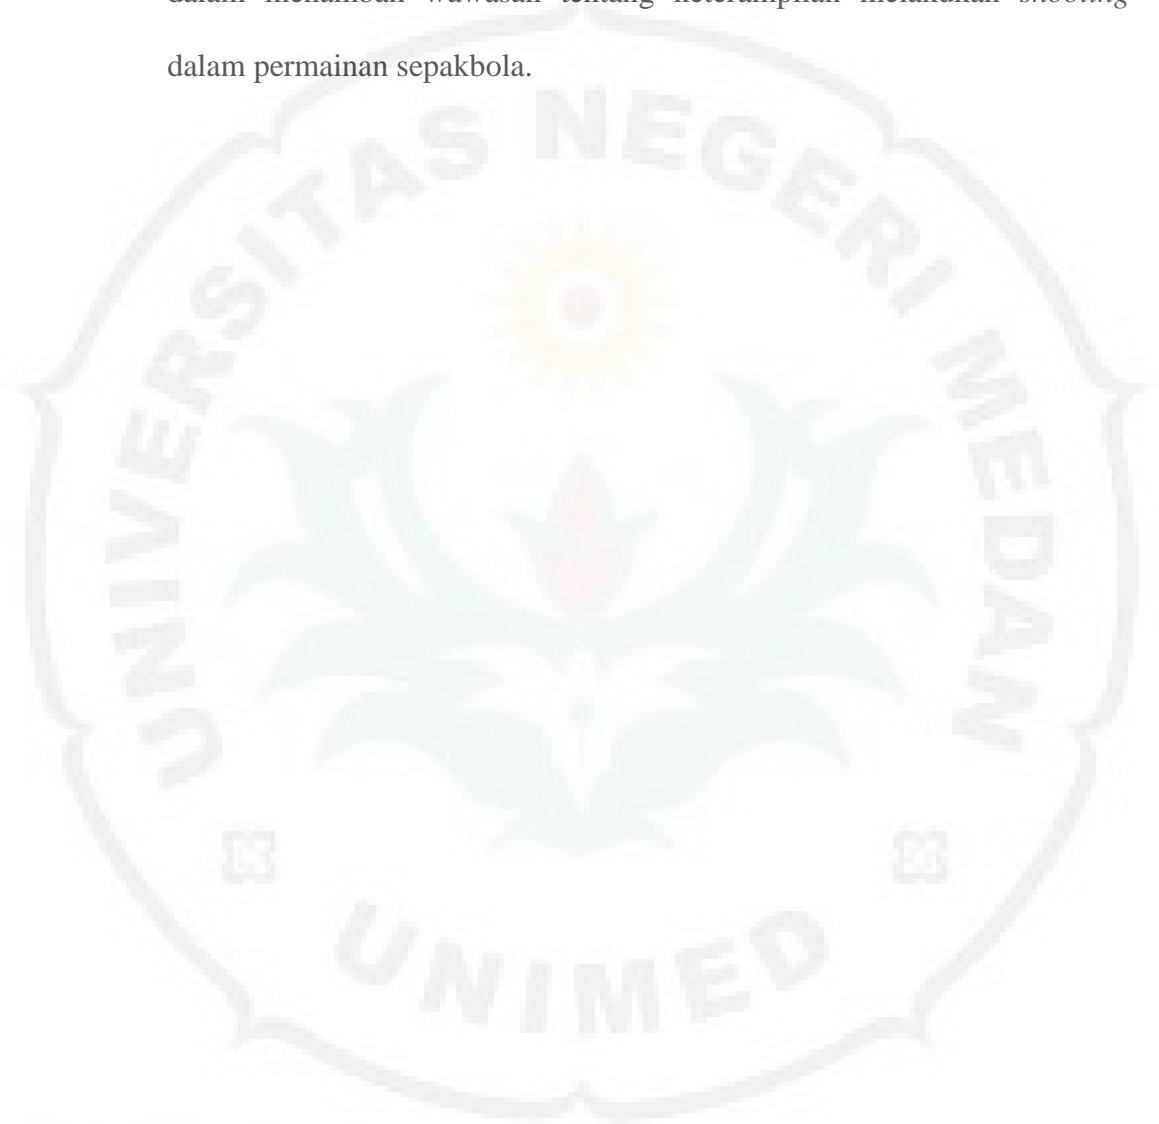 dalam menambah wawasan tentang keterampilan melakukan shooting
dalam permainan sepakbola.
UNIVERSITAS NEGERI MEDAN
UNIMED